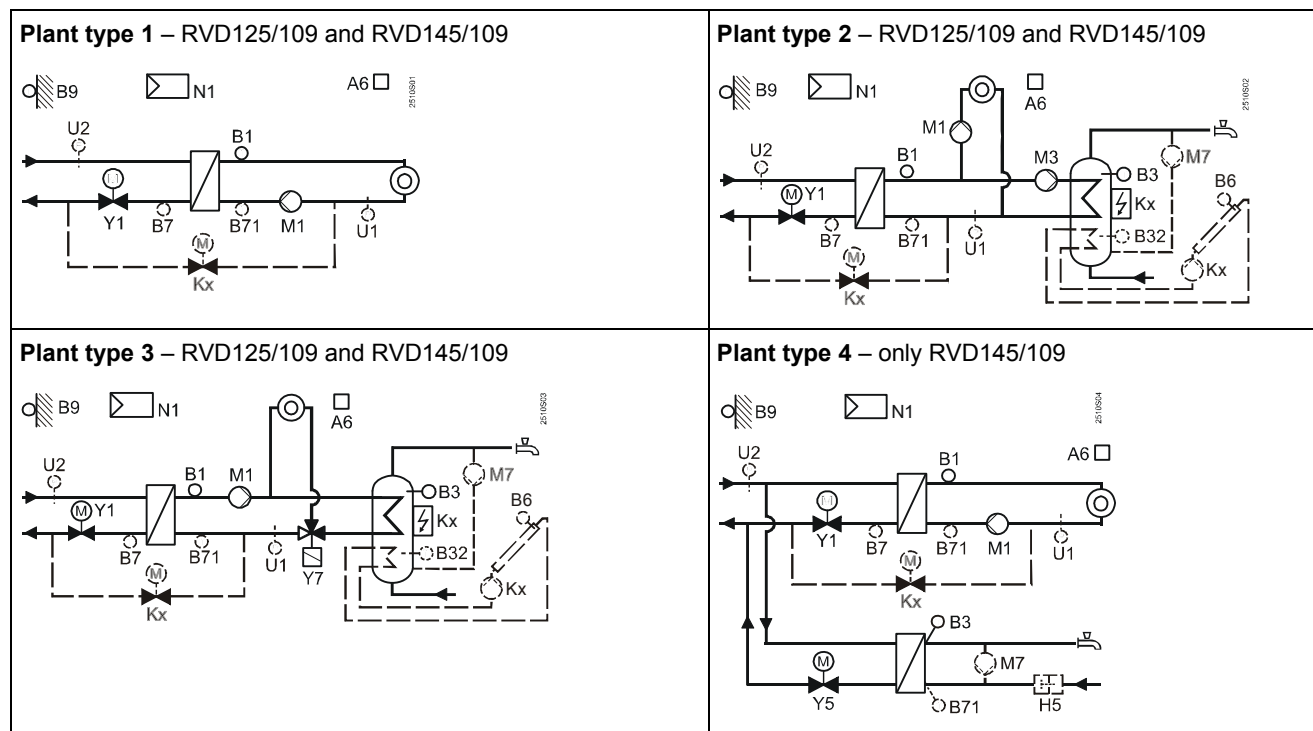 Plant type 1 – RVD125/109 and RVD145/109
B9
N1
A6
2510S01
U2
B1
M
Y1
B7
B71
M1
U1
M
Kx
Plant type 2 – RVD125/109 and RVD145/109
B9
N1
A6
2510S02
M1
U2
B1
M3
M7
B3
B6
M
Y1
Kx
B7
B71
U1
B32
M
Kx
Kx
Plant type 3 – RVD125/109 and RVD145/109
B9
N1
A6
2510S03
U2
B1
M1
M7
B3
B6
M
Y1
Kx
B7
B71
U1
Y7
B32
M
Kx
Kx
Plant type 4 – only RVD145/109
B9
N1
2510S04
A6
U2
B1
M
Y1
B7
B71
M1
U1
M
Kx
B3
M
M7
Y5
B71
H5